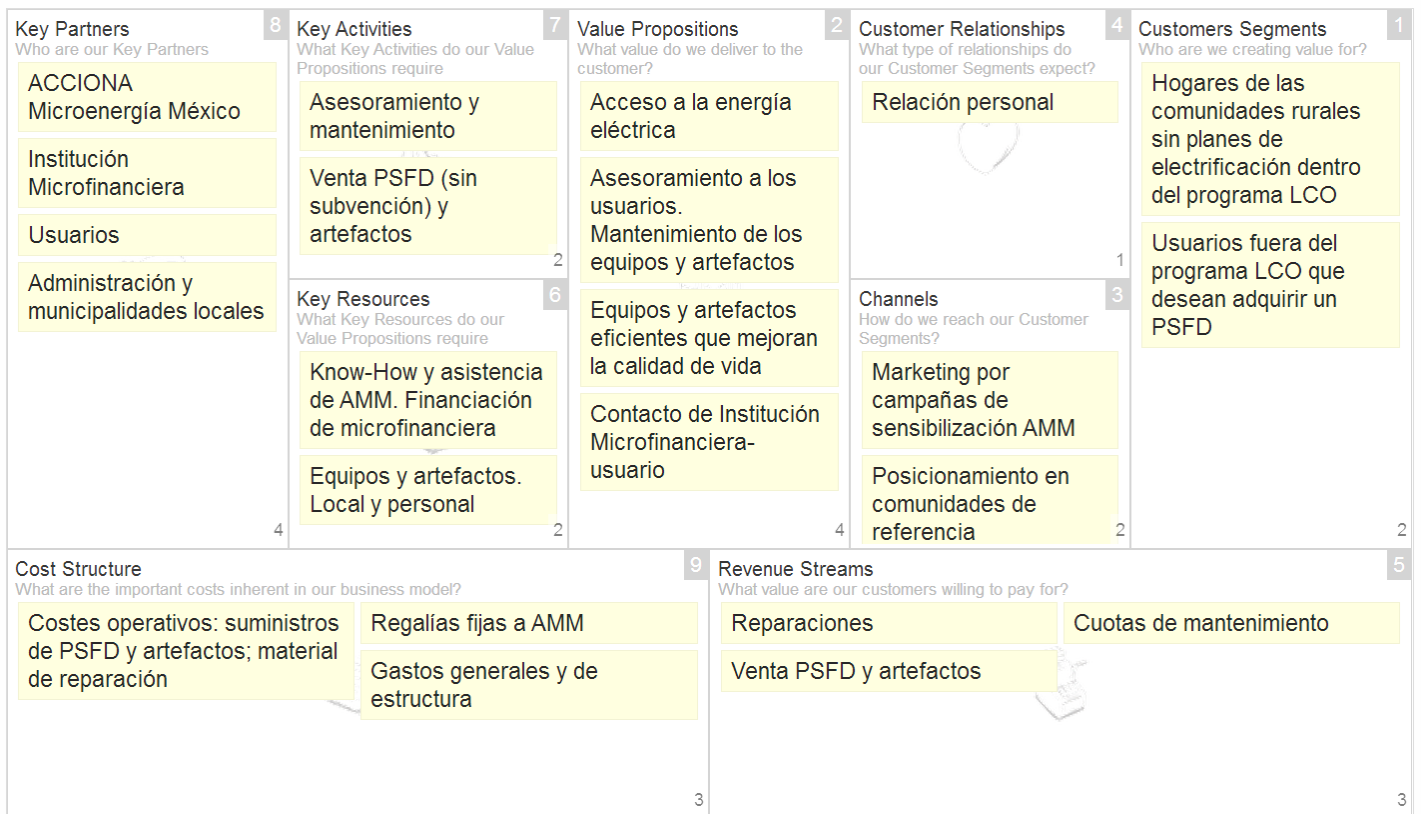 Key Partners
8
Who are our Key Partners
ACCIONA
Microenergía México
Institución
Microfinanciera
Usuarios
Administración y
municipalidades locales
4
Key Activities
7
What Key Activities do our Value
Propositions require
Asesoramiento y
mantenimiento
Venta PSFD (sin
subvención) y
artefactos
2
Key Resources
6
What Key Resources do our
Value Propositions require
Know-How y asistencia
de AMM. Financiación
de microfinanciera
Equipos y artefactos.
Local y personal
2
Value Propositions
2
What value do we deliver to the
customer?
Acceso a la energía
eléctrica
Asesoramiento a los
usuarios.
Mantenimiento de los
equipos y artefactos
Equipos y artefactos
eficientes que mejoran
la calidad de vida
Contacto de Institución
Microfinanciera-
usuario
4
Customer Relationships
4
What type of relationships do
our Customer Segments expect?
Relación personal
1
Channels
3
How do we reach our Customer
Segments?
Marketing por
campañas de
sensibilización AMM
Posicionamiento en
comunidades de
referencia
2
Customers Segments
1
Who are we creating value for?
Hogares de las
comunidades rurales
sin planes de
electrificación dentro
del programa LCO
Usuarios fuera del
programa LCO que
desean adquirir un
PSFD
2
Cost Structure
9
What are the important costs inherent in our business model?
Costes operativos: suministros
de PSFD y artefactos; material
de reparación
Regalías fijas a AMM
Gastos generales y de
estructura
3
Revenue Streams
5
What value are our customers willing to pay for?
Reparaciones
Cuotas de mantenimiento
Venta PSFD y artefactos
3